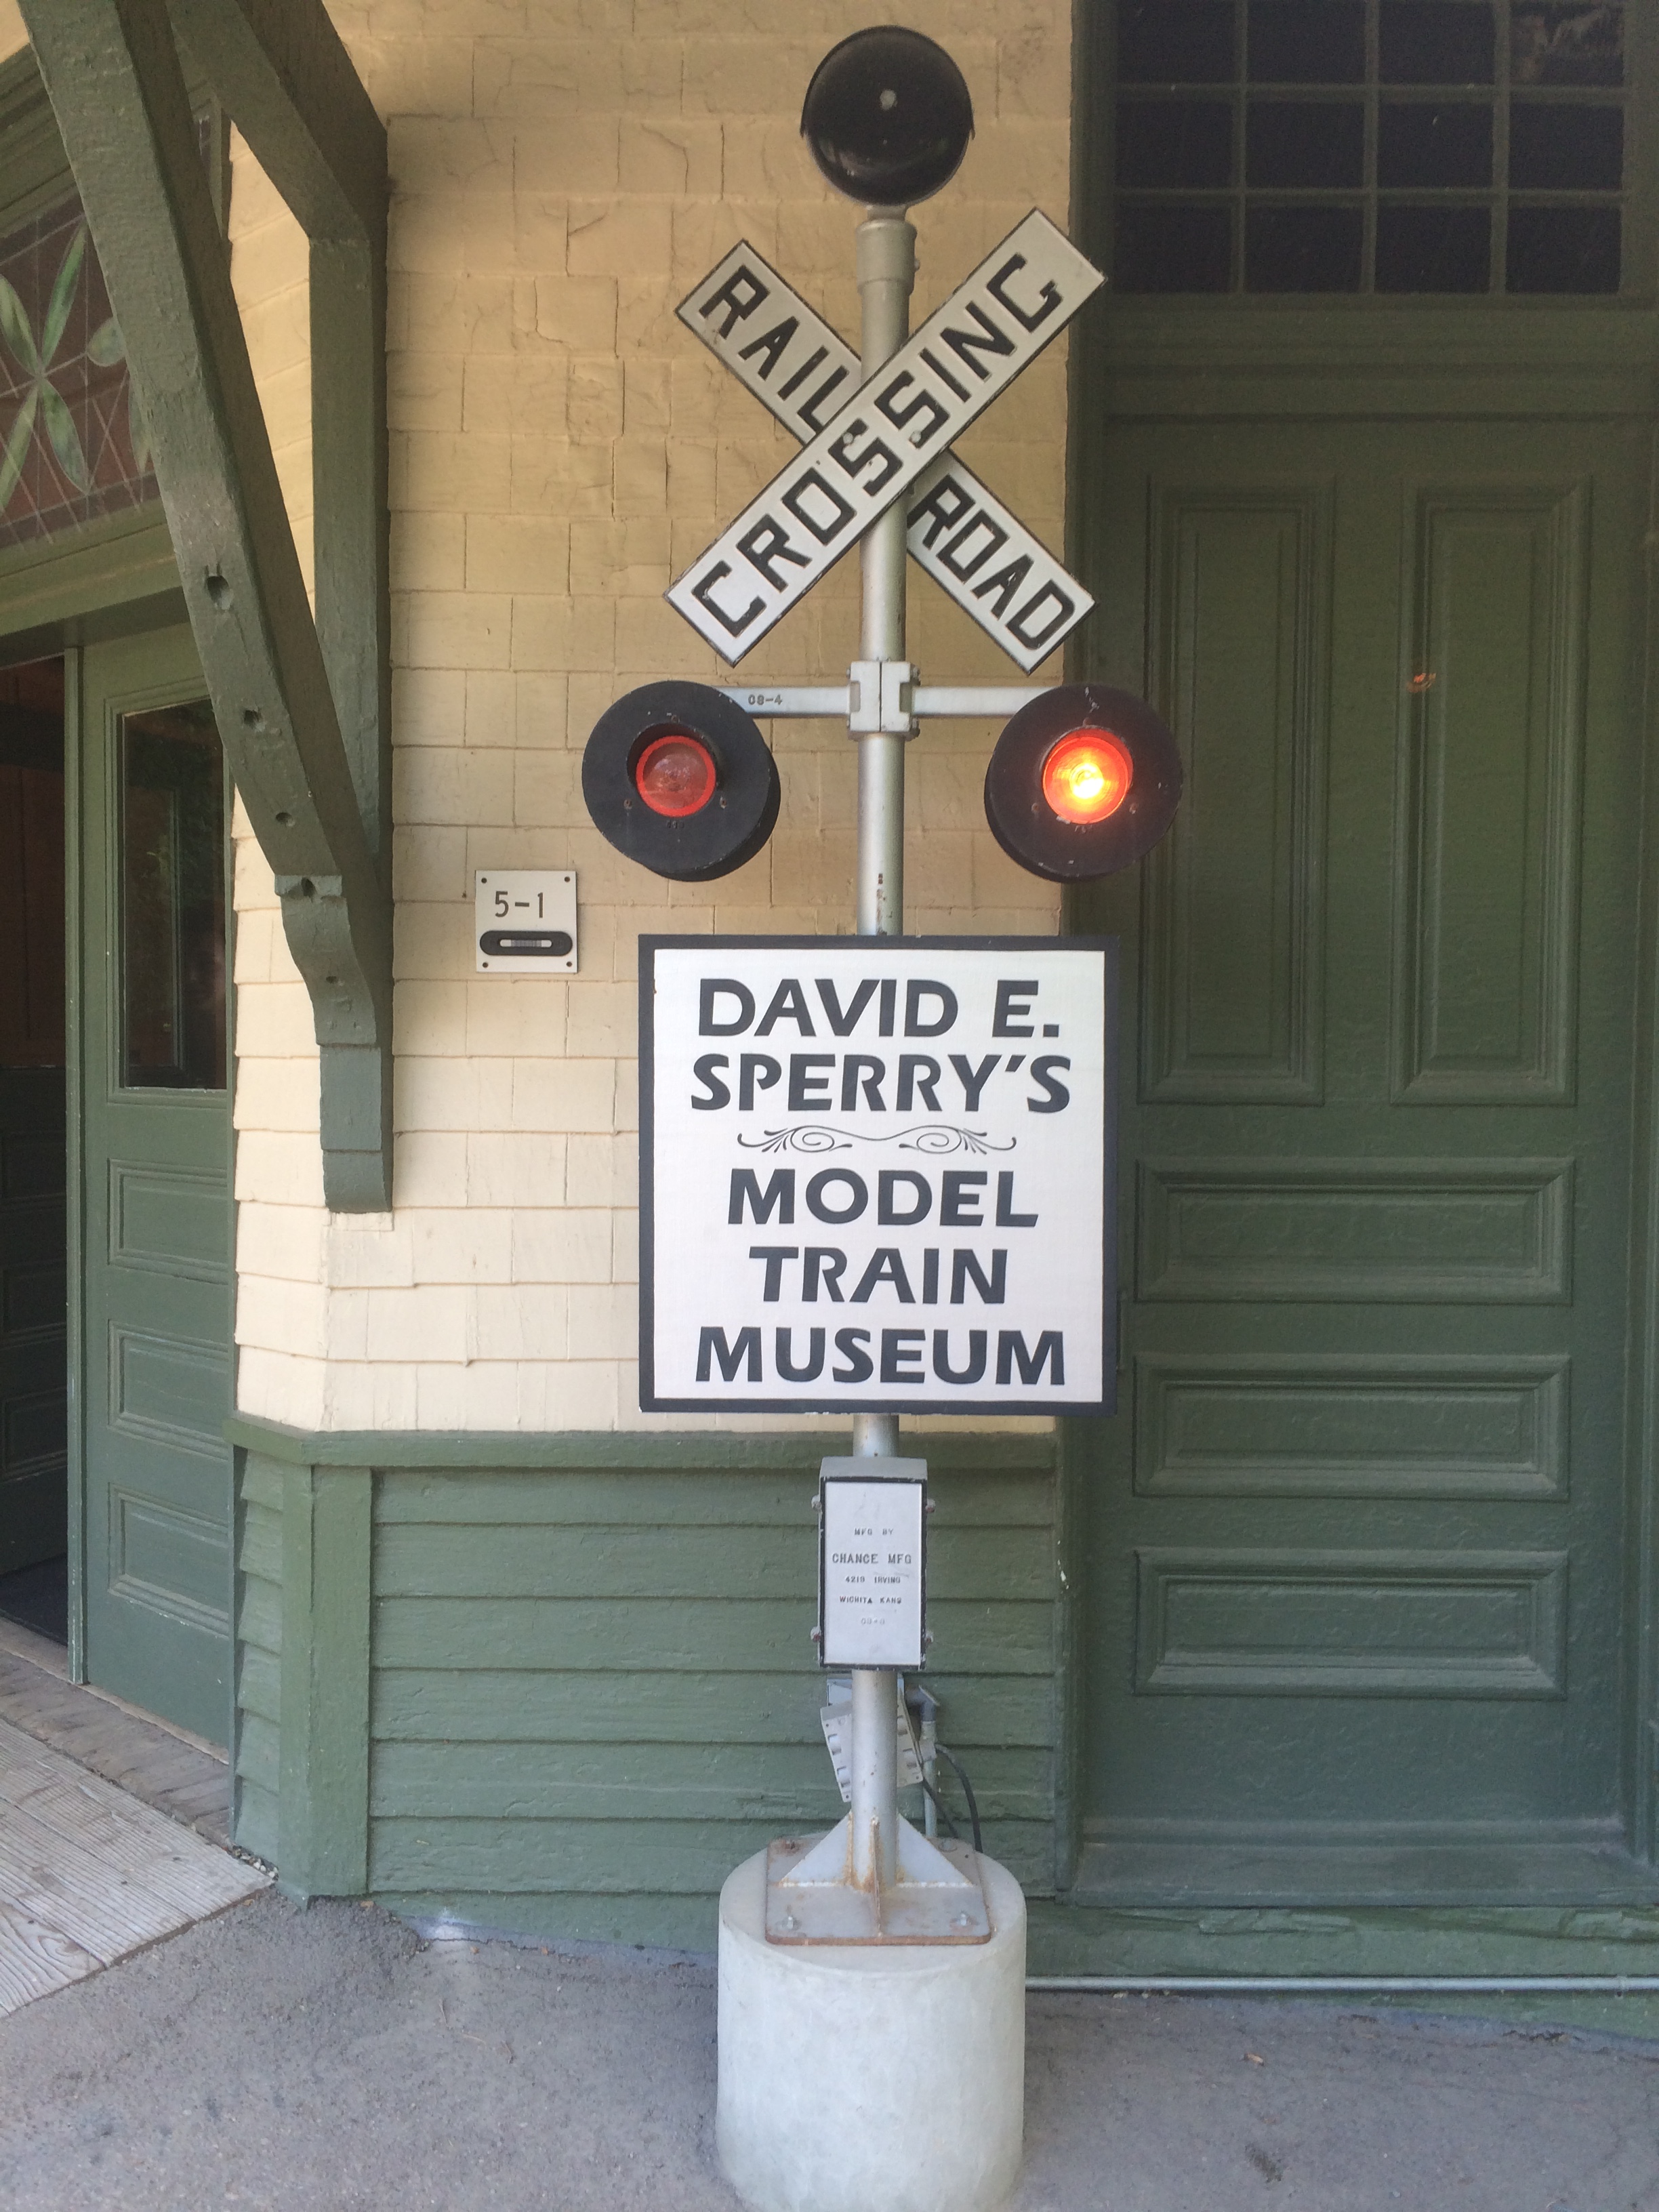 RAILROAD
CROSSING
08-4
5-1
DAVID E.
SPERRY'S
MODEL
TRAIN
MUSEUM
MFG BY
CHANCE MFG
4219 IRVING
WICHITA KANS